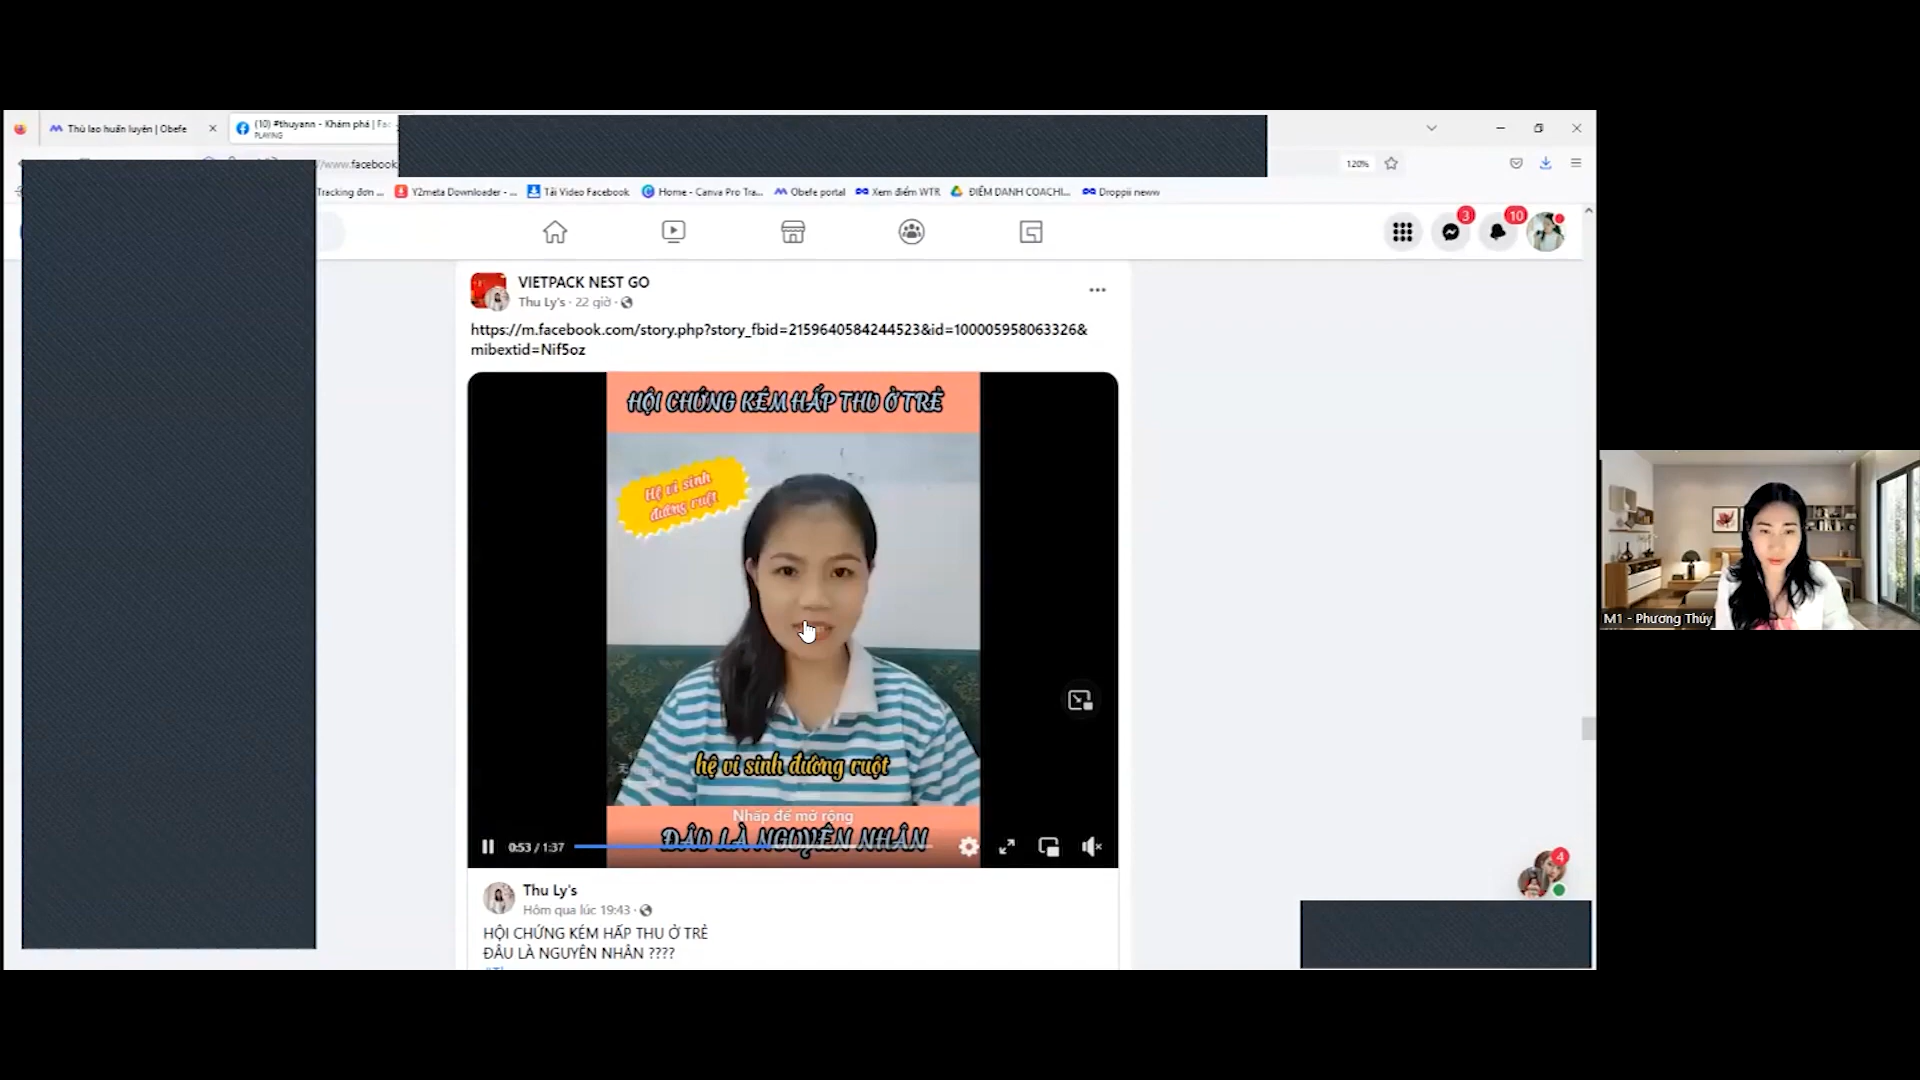 Thù lao huấn luyện | Obefe
(10) #thuyann - Khám phá | Fac
PLAYING
//www.facebook
120%
Tracking đơn ...
Y2meta Downloader - ...
Tải Video Facebook
Home - Canva Pro Tra...
Obefe portal
Xem điểm WTR
ĐIỂM DANH COACHI...
Droppii neww
3
10
VIETPACK NEST GO
Thu Ly's · 22 giờ ·
https://m.facebook.com/story.php?story_fbid=2159640584244523&id=100005958063326&
mibextid=Nif5oz
HỘI CHỨNG KÉM HẤP THU Ở TRẺ
Hệ vi sinh
đường ruột
hệ vi sinh đường ruột
Nhấp để mở rộng
ĐÂU LÀ NGUYÊN NHÂN
0:53 / 1:37
M1 - Phương Thúy
4
Thu Ly's
Hôm qua lúc 19:43 ·
HỘI CHỨNG KÉM HẤP THU Ở TRẺ
ĐÂU LÀ NGUYÊN NHÂN ????